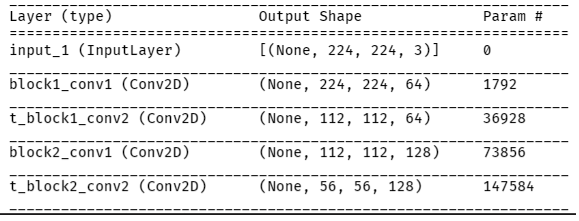 Layer (type) Output Shape Param #
input_1 (InputLayer) [(None, 224, 224, 3)] 0
block1_conv1 (Conv2D) (None, 224, 224, 64) 1792
t_block1_conv2 (Conv2D) (None, 112, 112, 64) 36928
block2_conv1 (Conv2D) (None, 112, 112, 128) 73856
t_block2_conv2 (Conv2D) (None, 56, 56, 128) 147584